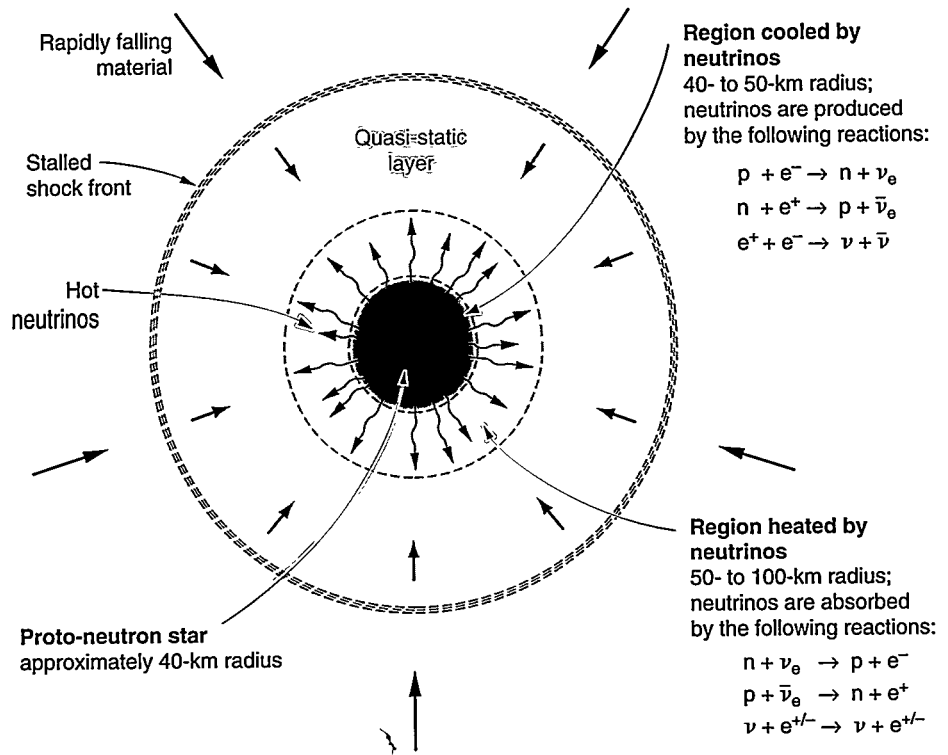 Rapidly falling
material
Stalled
shock front
Quasi-static
layer
Hot
neutrinos
Proto-neutron star
approximately 40-km radius
Region cooled by
neutrinos
40- to 50-km radius;
neutrinos are produced
by the following reactions:
p + e⁻ → n + νₑ
n + e⁺ → p + ν̄ₑ
e⁺ + e⁻ → ν + ν̄
Region heated by
neutrinos
50- to 100-km radius;
neutrinos are absorbed
by the following reactions:
n + νₑ → p + e⁻
p + ν̄ₑ → n + e⁺
ν + e⁺/⁻ → ν + e⁺/⁻